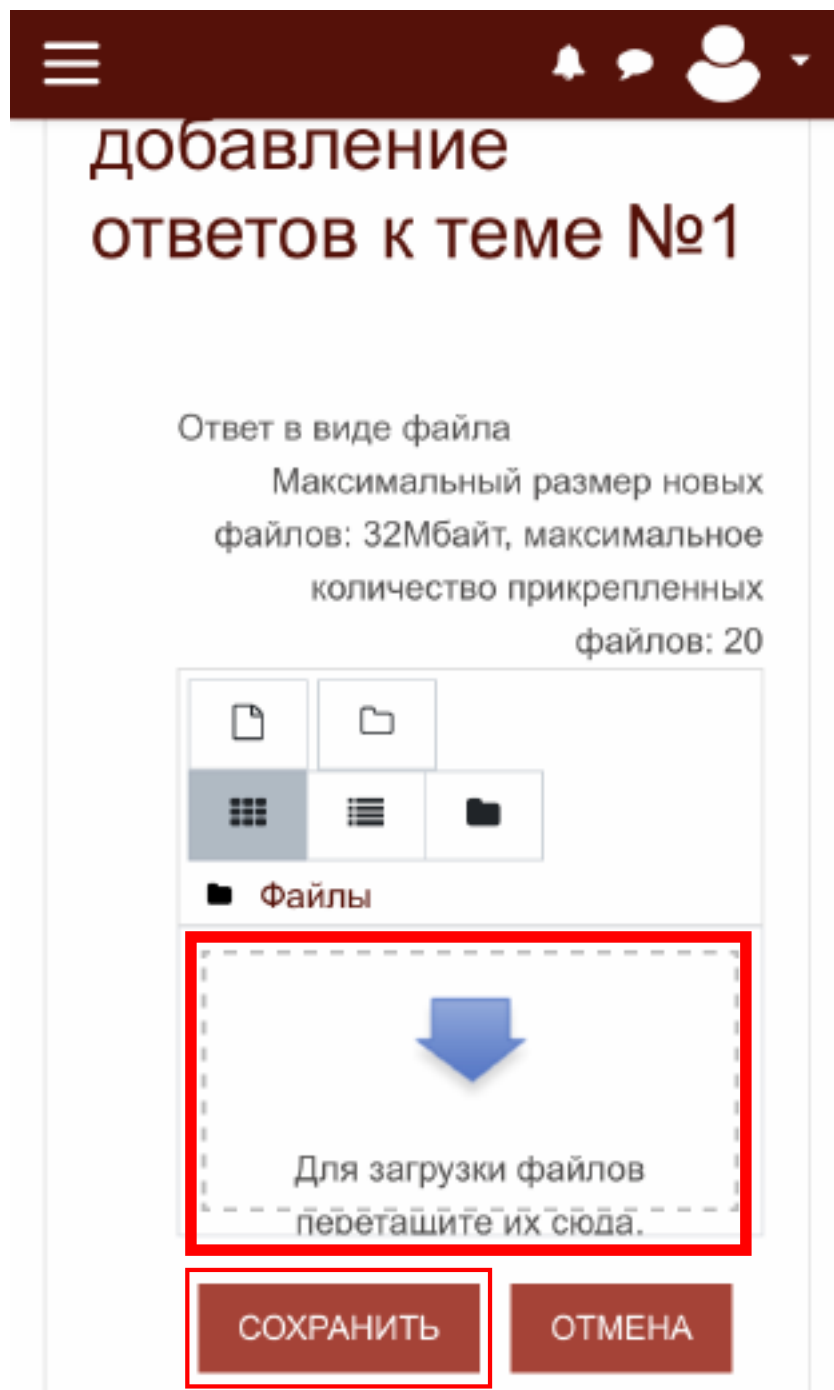 добавление
ответов к теме №1
Ответ в виде файла
Максимальный размер новых
файлов: 32Мбайт, максимальное
количество прикрепленных
файлов: 20
Файлы
Для загрузки файлов
перетащите их сюда.
СОХРАНИТЬ
ОТМЕНА